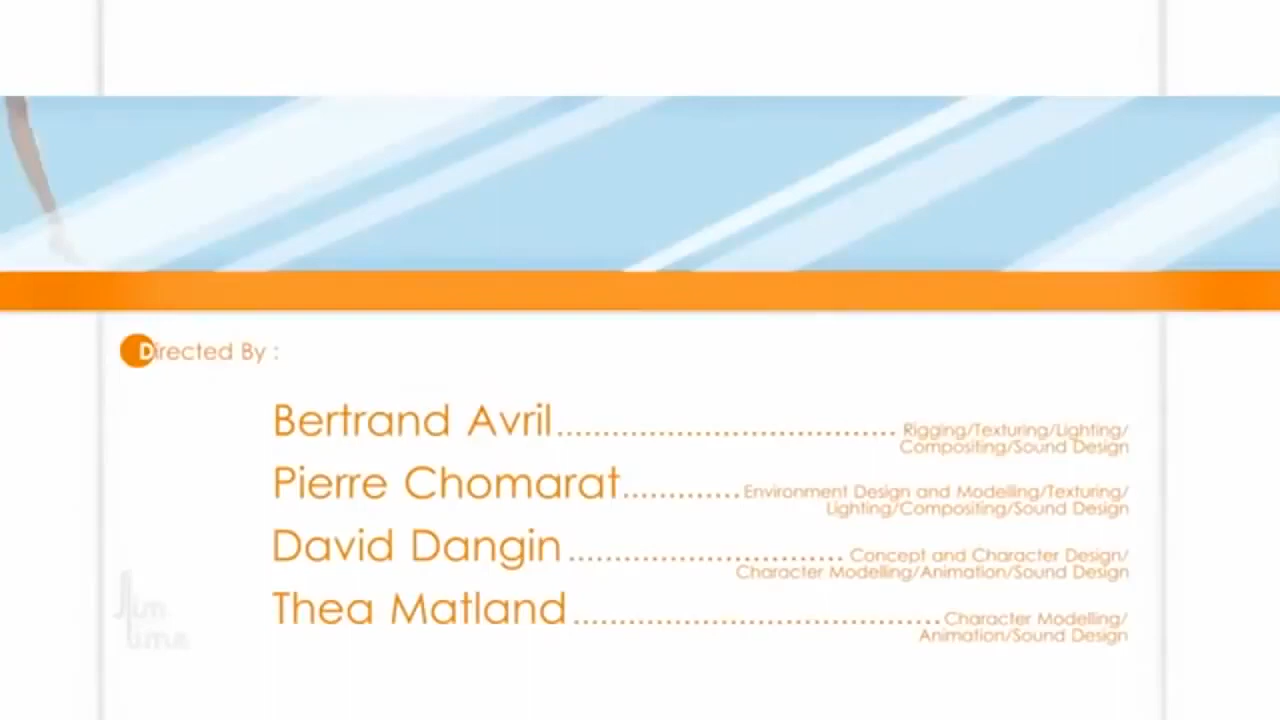 Directed By :
Bertrand Avril.....................................Rigging/Texturing/Lighting/
Compositing/Sound Design
Pierre Chomarat.............Environment Design and Modelling/Texturing/
Lighting/Compositing/Sound Design
David Dangin..............................Concept and Character Design/
Character Modelling/Animation/Sound Design
Thea Matland........................................Character Modelling/
Animation/Sound Design
time